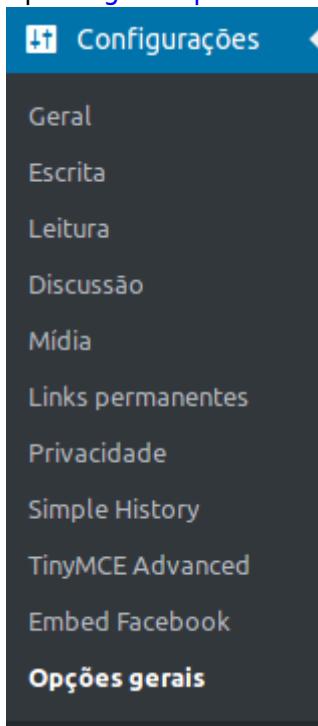 Configurações
Geral
Escrita
Leitura
Discussão
Mídia
Links permanentes
Privacidade
Simple History
TinyMCE Advanced
Embed Facebook
Opções gerais